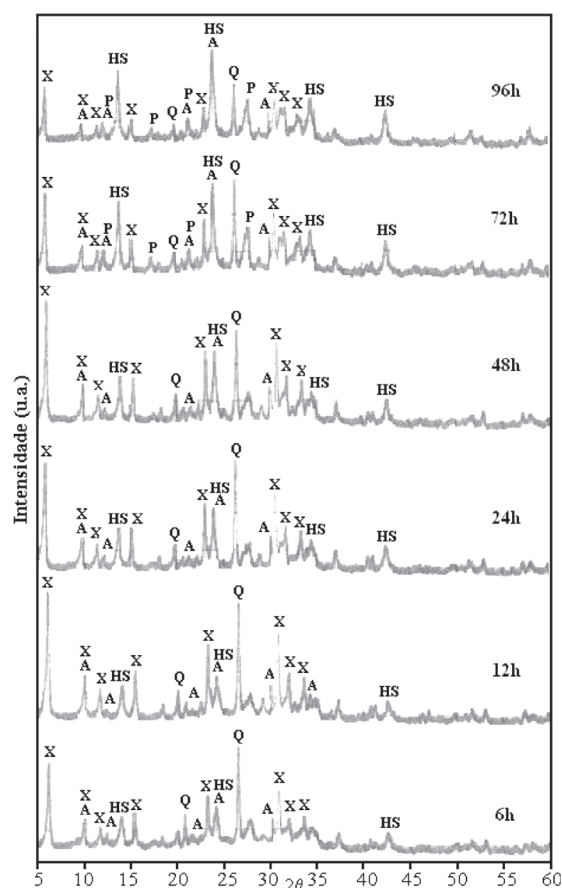 HS
X HS A Q
X A X P A X P Q P A X P A X X X HS HS 96h
HS
X HS A Q
X A X P A X P Q P A X P A X X X HS HS 72h
X Q
X A X A HS X Q A X HS A A X X X HS HS 48h
X Q
X A X A HS X Q A X HS A A X X X HS HS 24h
X Q
X A X A HS X Q A X HS A A X X X A HS 12h
X Q
X A X A HS X Q A X HS A A X X X HS 6h
Intensidade (u.a.)
5 10 15 20 25 30 35 40 45 50 55 60
2θ